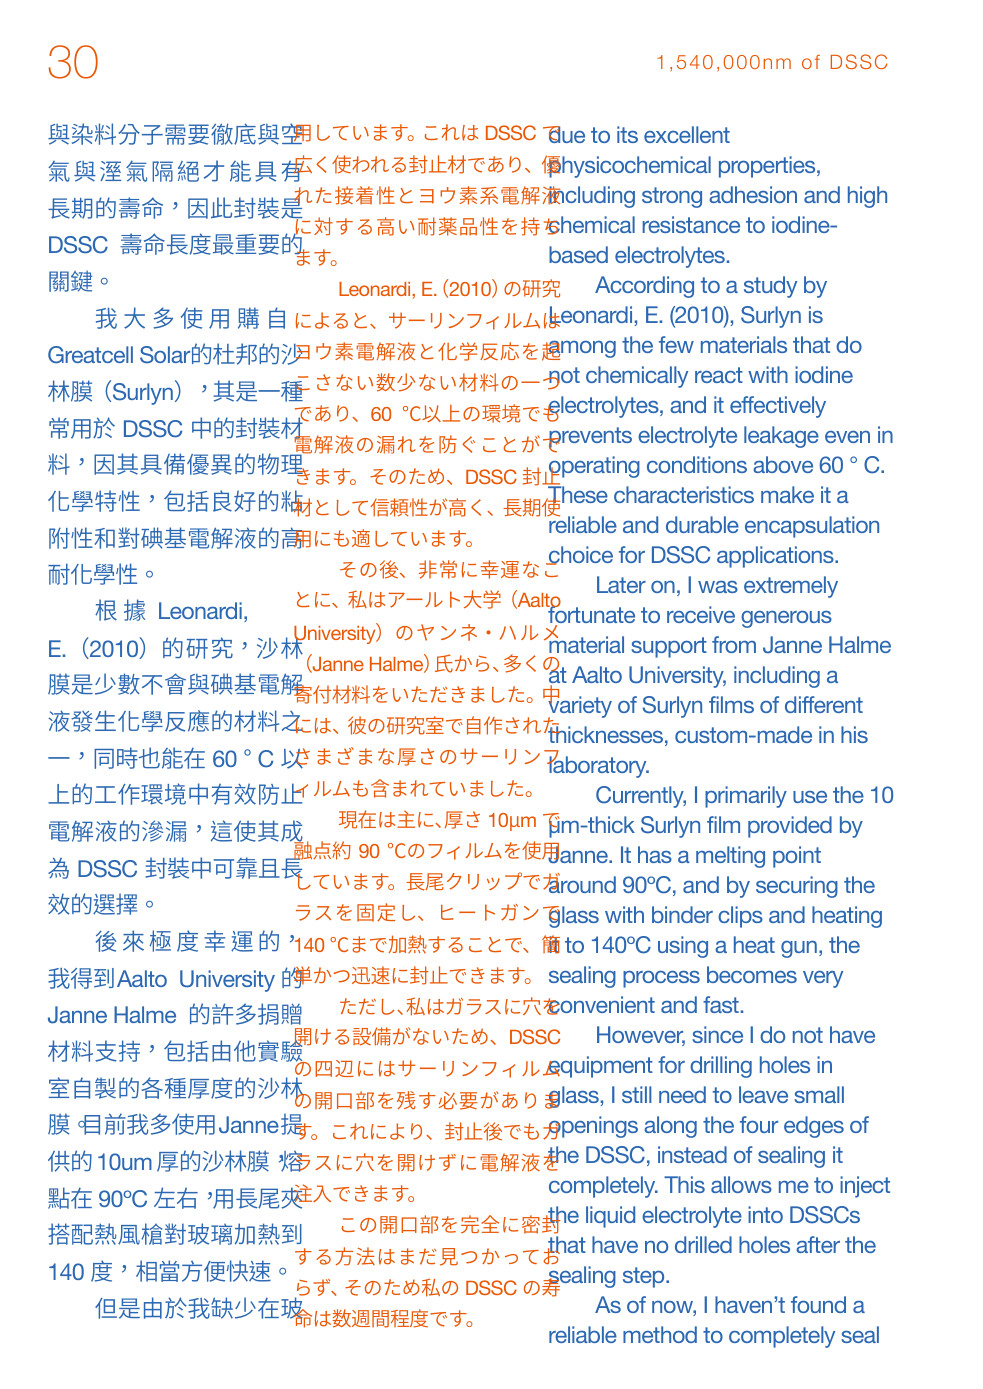 30
1,540,000nm of DSSC
與染料分子需要徹底與空
氣與溼氣隔絕才能具有
長期的壽命，因此封裝是
DSSC 壽命長度最重要的
關鍵。
我大多使用購自
Greatcell Solar的杜邦的沙
林膜（Surlyn），其是一種
常用於 DSSC 中的封裝材
料，因其具備優異的物理
化學特性，包括良好的粘
附性和對碘基電解液的高
耐化學性。
根據 Leonardi,
E.（2010）的研究，沙林
膜是少數不會與碘基電解
液發生化學反應的材料之
一，同時也能在 60 ° C 以
上的工作環境中有效防止
電解液的滲漏，這使其成
為 DSSC 封裝中可靠且長
效的選擇。
後來極度幸運的，
我得到Aalto University 的
Janne Halme 的許多捐贈
材料支持，包括由他實驗
室自製的各種厚度的沙林
膜。目前我多使用Janne提
供的10um厚的沙林膜，熔
點在 90ºC 左右，用長尾夾
搭配熱風槍對玻璃加熱到
140 度，相當方便快速。
但是由於我缺少在玻
用しています。これは DSSC で
広く使われる封止材であり、優
れた接着性とヨウ素系電解液
に対する高い耐薬品性を持ち
ます。
Leonardi, E.（2010）の研究
によると、サーリンフィルムは
ヨウ素電解液と化学反応を起
こさない数少ない材料の一つ
であり、60 ℃以上の環境でも
電解液の漏れを防ぐことがで
きます。そのため、DSSC 封止
材として信頼性が高く、長期使
用にも適しています。
その後、非常に幸運なこ
とに、私はアールト大学（Aalto
University）のヤンネ・ハルメ
（Janne Halme）氏から、多くの
寄付材料をいただきました。中
には、彼の研究室で自作された
さまざまな厚さのサーリンフ
ィルムも含まれていました。
現在は主に、厚さ 10μm で
融点約 90 ℃のフィルムを使用
しています。長尾クリップでガ
ラスを固定し、ヒートガンで
140 ℃まで加熱することで、簡
単かつ迅速に封止できます。
ただし、私はガラスに穴を
開ける設備がないため、DSSC
の四辺にはサーリンフィルム
の開口部を残す必要がありま
す。これにより、封止後でもガ
ラスに穴を開けずに電解液を
注入できます。
この開口部を完全に密封
する方法はまだ見つかってお
らず、そのため私の DSSC の寿
命は数週間程度です。
due to its excellent
physicochemical properties,
including strong adhesion and high
chemical resistance to iodine-
based electrolytes.
According to a study by
Leonardi, E. (2010), Surlyn is
among the few materials that do
not chemically react with iodine
electrolytes, and it effectively
prevents electrolyte leakage even in
operating conditions above 60 ° C.
These characteristics make it a
reliable and durable encapsulation
choice for DSSC applications.
Later on, I was extremely
fortunate to receive generous
material support from Janne Halme
at Aalto University, including a
variety of Surlyn films of different
thicknesses, custom-made in his
laboratory.
Currently, I primarily use the 10
μm-thick Surlyn film provided by
Janne. It has a melting point
around 90ºC, and by securing the
glass with binder clips and heating
it to 140ºC using a heat gun, the
sealing process becomes very
convenient and fast.
However, since I do not have
equipment for drilling holes in
glass, I still need to leave small
openings along the four edges of
the DSSC, instead of sealing it
completely. This allows me to inject
the liquid electrolyte into DSSCs
that have no drilled holes after the
sealing step.
As of now, I haven’t found a
reliable method to completely seal